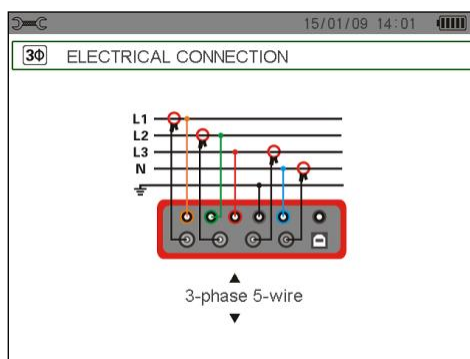 15/01/09 14:01
3Φ ELECTRICAL CONNECTION
L1
L2
L3
N
3-phase 5-wire